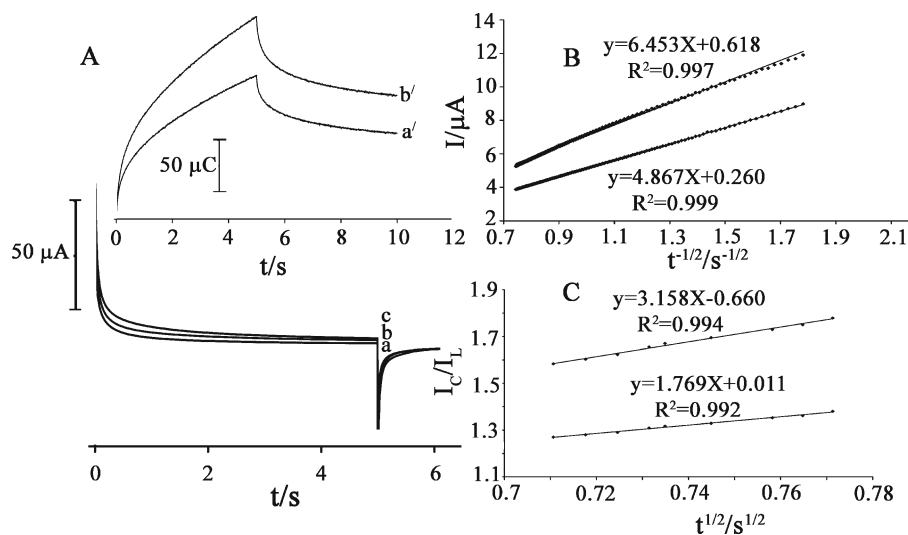 A
b/
a/
50 μC
0 2 4 6 8 10 12
t/s
50 μA
c
b
a
0 2 4 6
t/s
B
I/μA
14
12
10
8
6
4
2
y=6.453X+0.618
R²=0.997
y=4.867X+0.260
R²=0.999
0.7 0.9 1.1 1.3 1.5 1.7 1.9 2.1
t-1/2/s-1/2
C
IC/IL
1.9
1.7
1.5
1.3
1.1
y=3.158X-0.660
R²=0.994
y=1.769X+0.011
R²=0.992
0.7 0.72 0.74 0.76 0.78
t1/2/s1/2